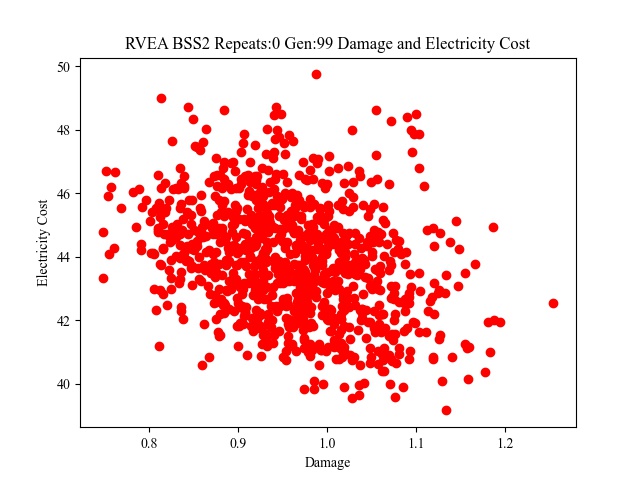 RVEA BSS2 Repeats:0 Gen:99 Damage and Electricity Cost
50
48
46
44
42
40
Electricity Cost
0.8 0.9 1.0 1.1 1.2
Damage